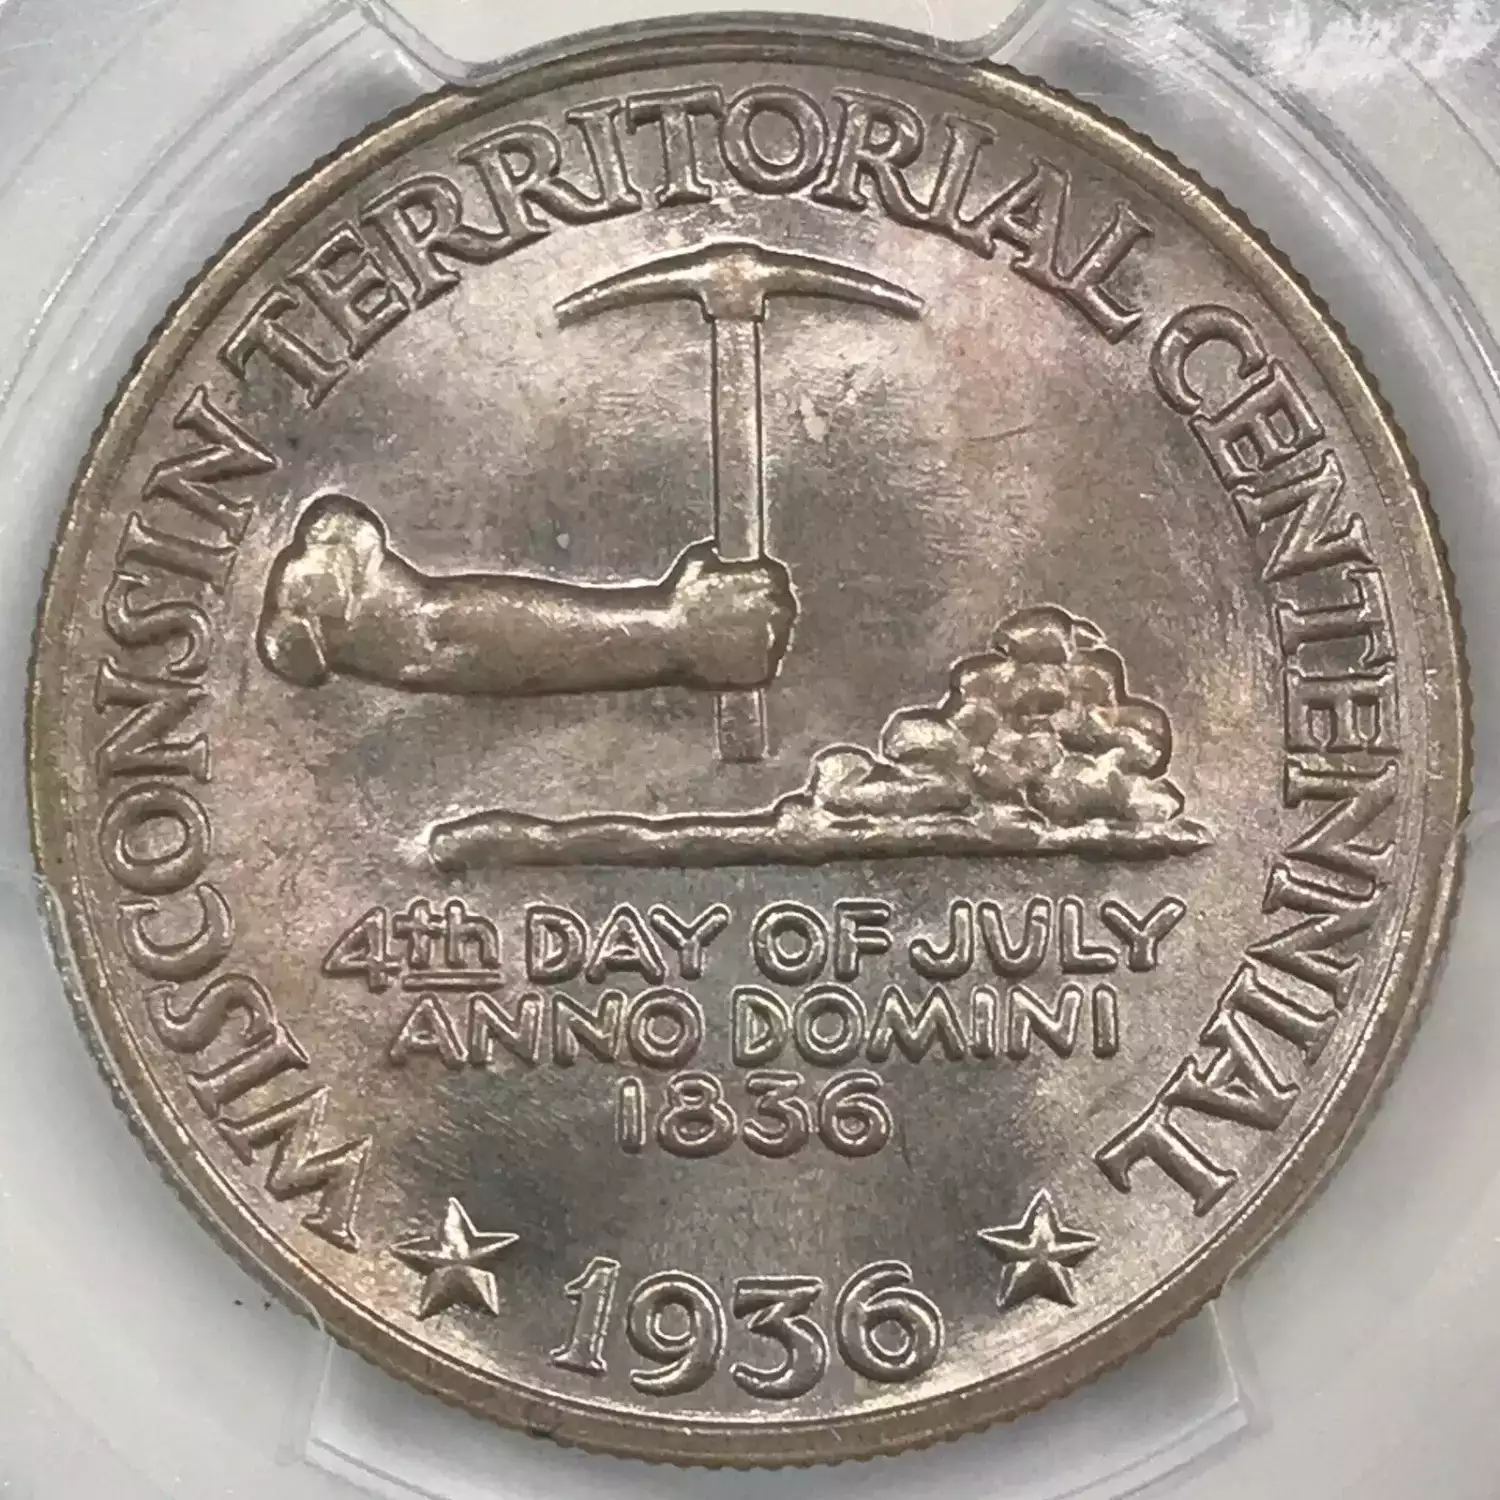 WISCONSIN TERRITORIAL CENTENNIAL
4th DAY OF JULY
ANNO DOMINI
1836
1936